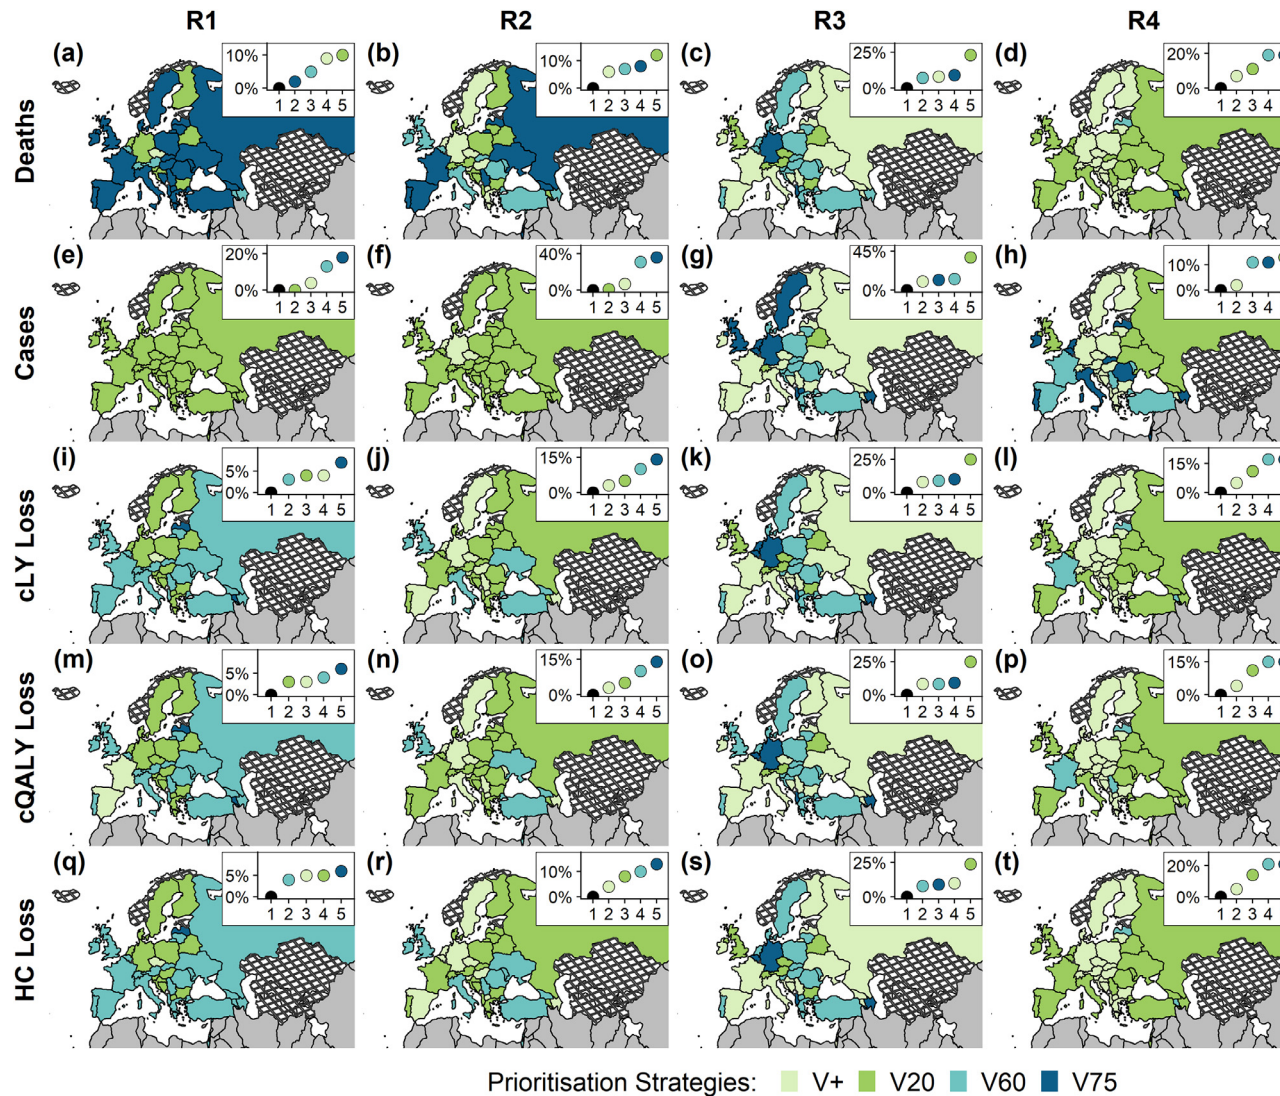 R1 R2 R3 R4
Deaths
(a) 10% 0% 1 2 3 4 5
(b) 10% 0% 1 2 3 4 5
(c) 25% 0% 1 2 3 4 5
(d) 20% 0% 1 2 3 4
Cases
(e) 20% 0% 1 2 3 4 5
(f) 40% 0% 1 2 3 4 5
(g) 45% 0% 1 2 3 4 5
(h) 10% 0% 1 2 3 4
cLY Loss
(i) 5% 0% 1 2 3 4 5
(j) 15% 0% 1 2 3 4 5
(k) 25% 0% 1 2 3 4 5
(l) 15% 0% 1 2 3 4
cQALY Loss
(m) 5% 0% 1 2 3 4 5
(n) 15% 0% 1 2 3 4 5
(o) 25% 0% 1 2 3 4 5
(p) 15% 0% 1 2 3 4
HC Loss
(q) 5% 0% 1 2 3 4 5
(r) 10% 0% 1 2 3 4 5
(s) 25% 0% 1 2 3 4 5
(t) 20% 0% 1 2 3 4
Prioritisation Strategies: V+ V20 V60 V75